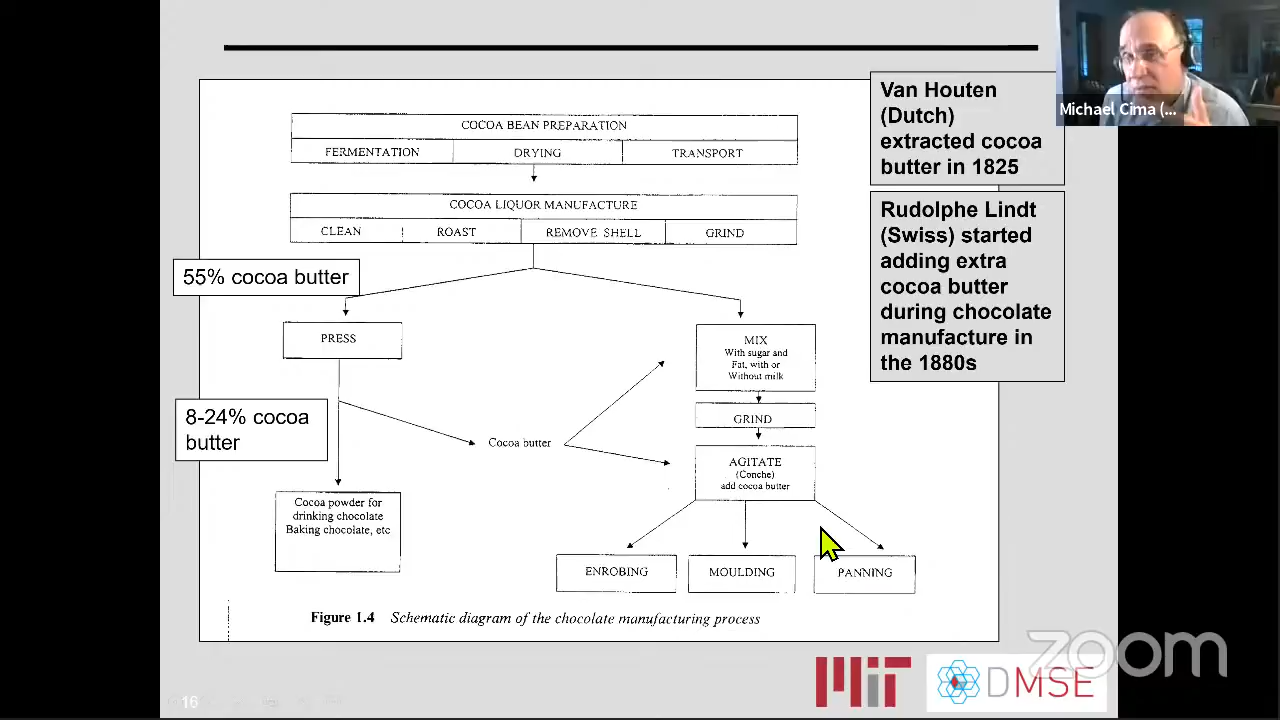 COCOA BEAN PREPARATION
FERMENTATION
DRYING
TRANSPORT
COCOA LIQUOR MANUFACTURE
CLEAN
ROAST
REMOVE SHELL
GRIND
55% cocoa butter
PRESS
8-24% cocoa
butter
Cocoa butter
Cocoa powder for
drinking chocolate
Baking chocolate, etc
MIX
With sugar and
Fat, with or
Without milk
GRIND
AGITATE
(Conche)
add cocoa butter
ENROBING
MOULDING
PANNING
Figure 1.4 Schematic diagram of the chocolate manufacturing process
Van Houten
(Dutch)
extracted cocoa
butter in 1825
Rudolphe Lindt
(Swiss) started
adding extra
cocoa butter
during chocolate
manufacture in
the 1880s
Michael Cima (...
zoom
MIT
DMSE
16